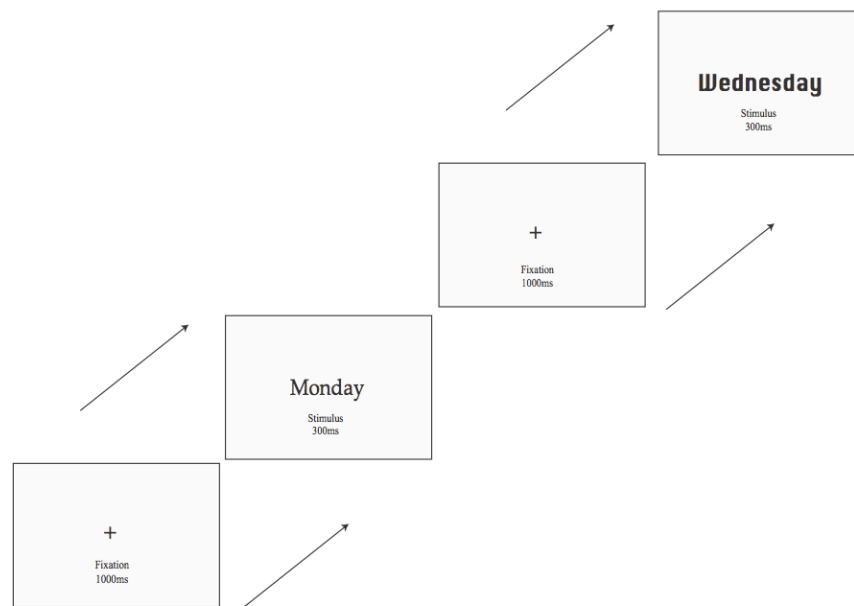 Wednesday
Stimulus
300ms
+
Fixation
1000ms
Monday
Stimulus
300ms
+
Fixation
1000ms